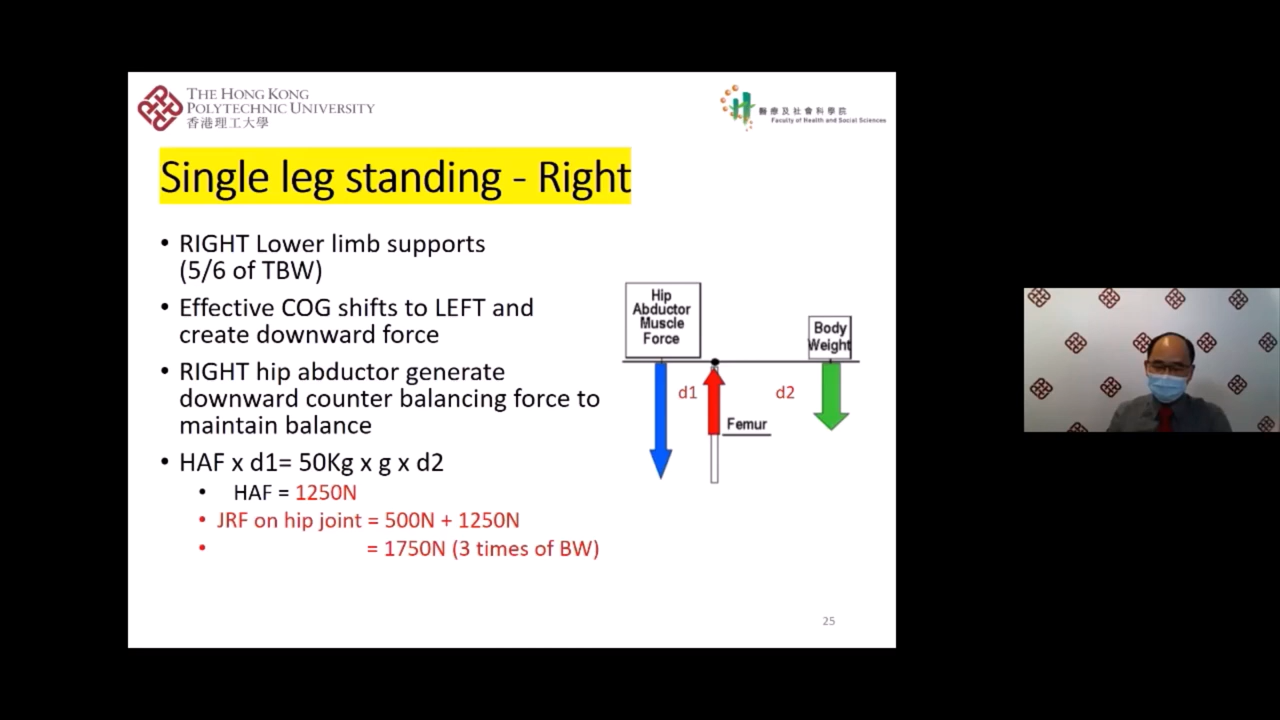 THE HONG KONG
POLYTECHNIC UNIVERSITY
香港理工大學
醫療及社會科學院
Faculty of Health and Social Sciences
Single leg standing - Right
• RIGHT Lower limb supports
(5/6 of TBW)
• Effective COG shifts to LEFT and
create downward force
• RIGHT hip abductor generate
downward counter balancing force to
maintain balance
• HAF x d1= 50Kg x g x d2
• HAF = 1250N
• JRF on hip joint = 500N + 1250N
• = 1750N (3 times of BW)
Hip
Abductor
Muscle
Force
Body
Weight
d1
d2
Femur
25